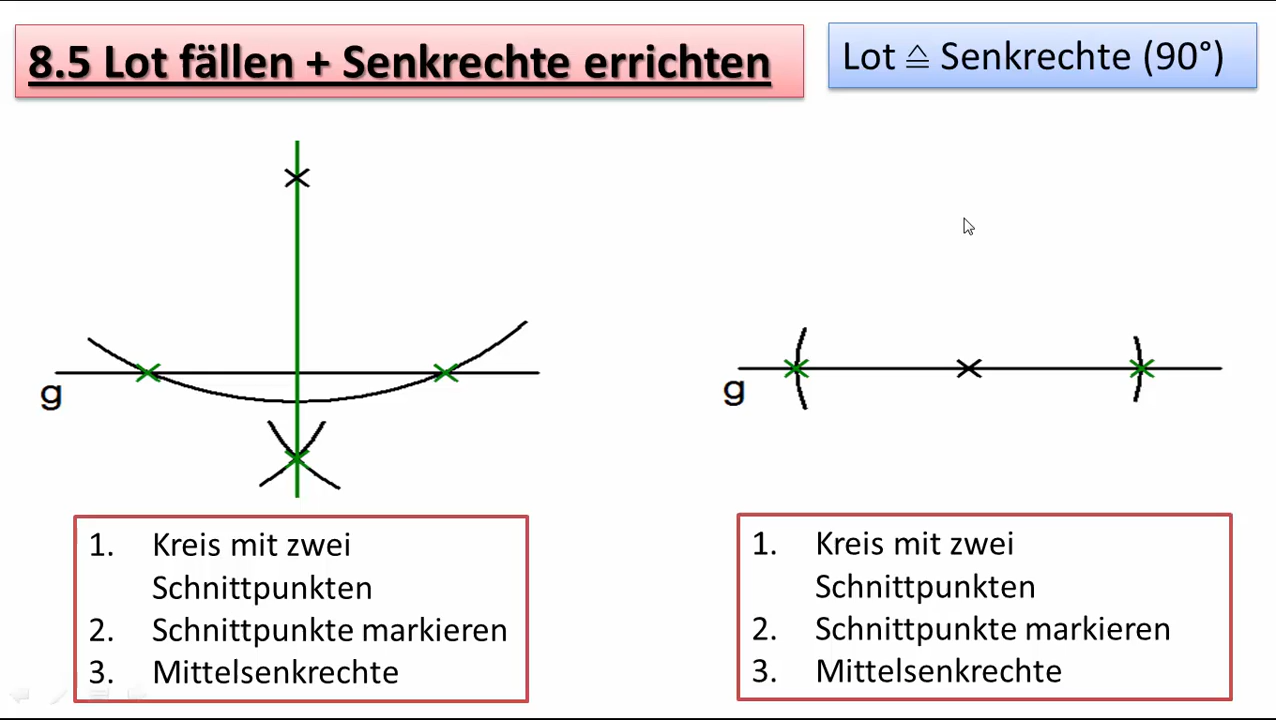 8.5 Lot fällen + Senkrechte errichten
Lot ≙ Senkrechte (90°)
g
g
1. Kreis mit zwei
Schnittpunkten
2. Schnittpunkte markieren
3. Mittelsenkrechte
1. Kreis mit zwei
Schnittpunkten
2. Schnittpunkte markieren
3. Mittelsenkrechte